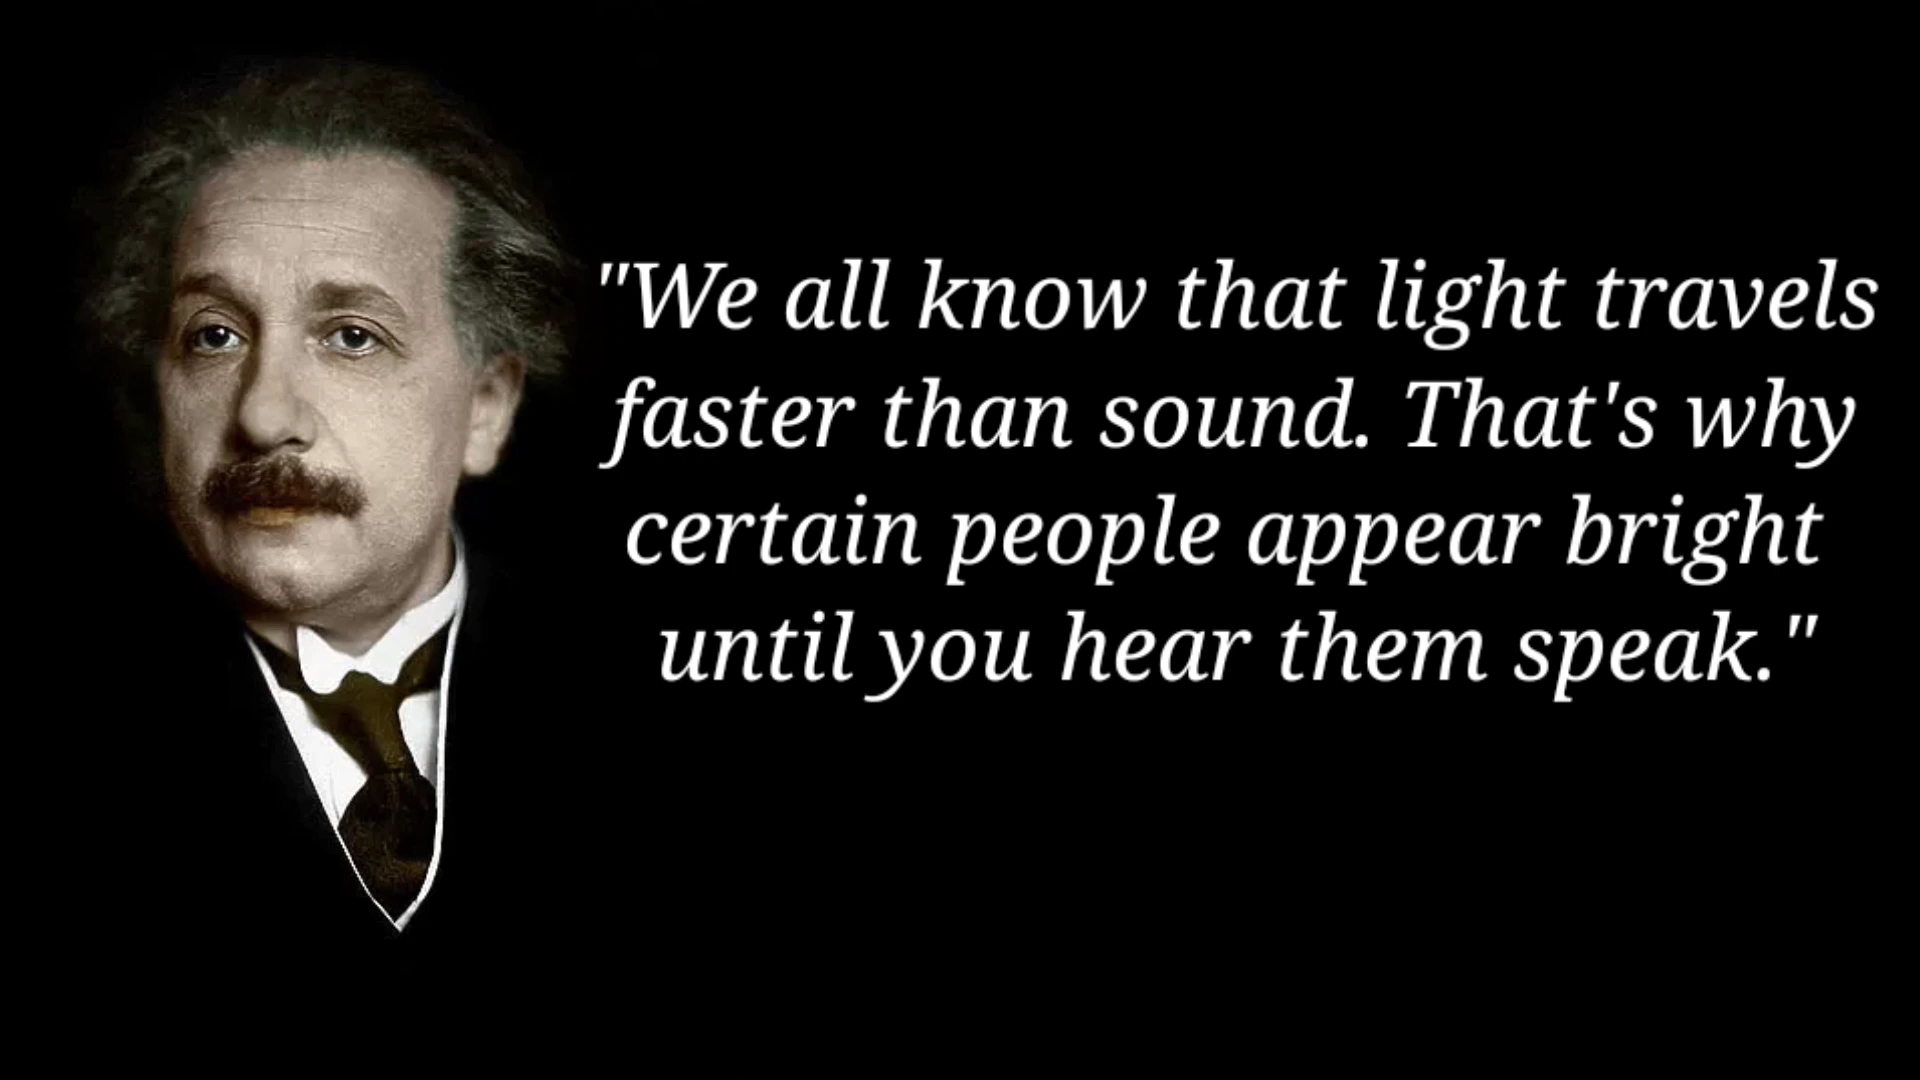 "We all know that light travels
faster than sound. That's why
certain people appear bright
until you hear them speak."